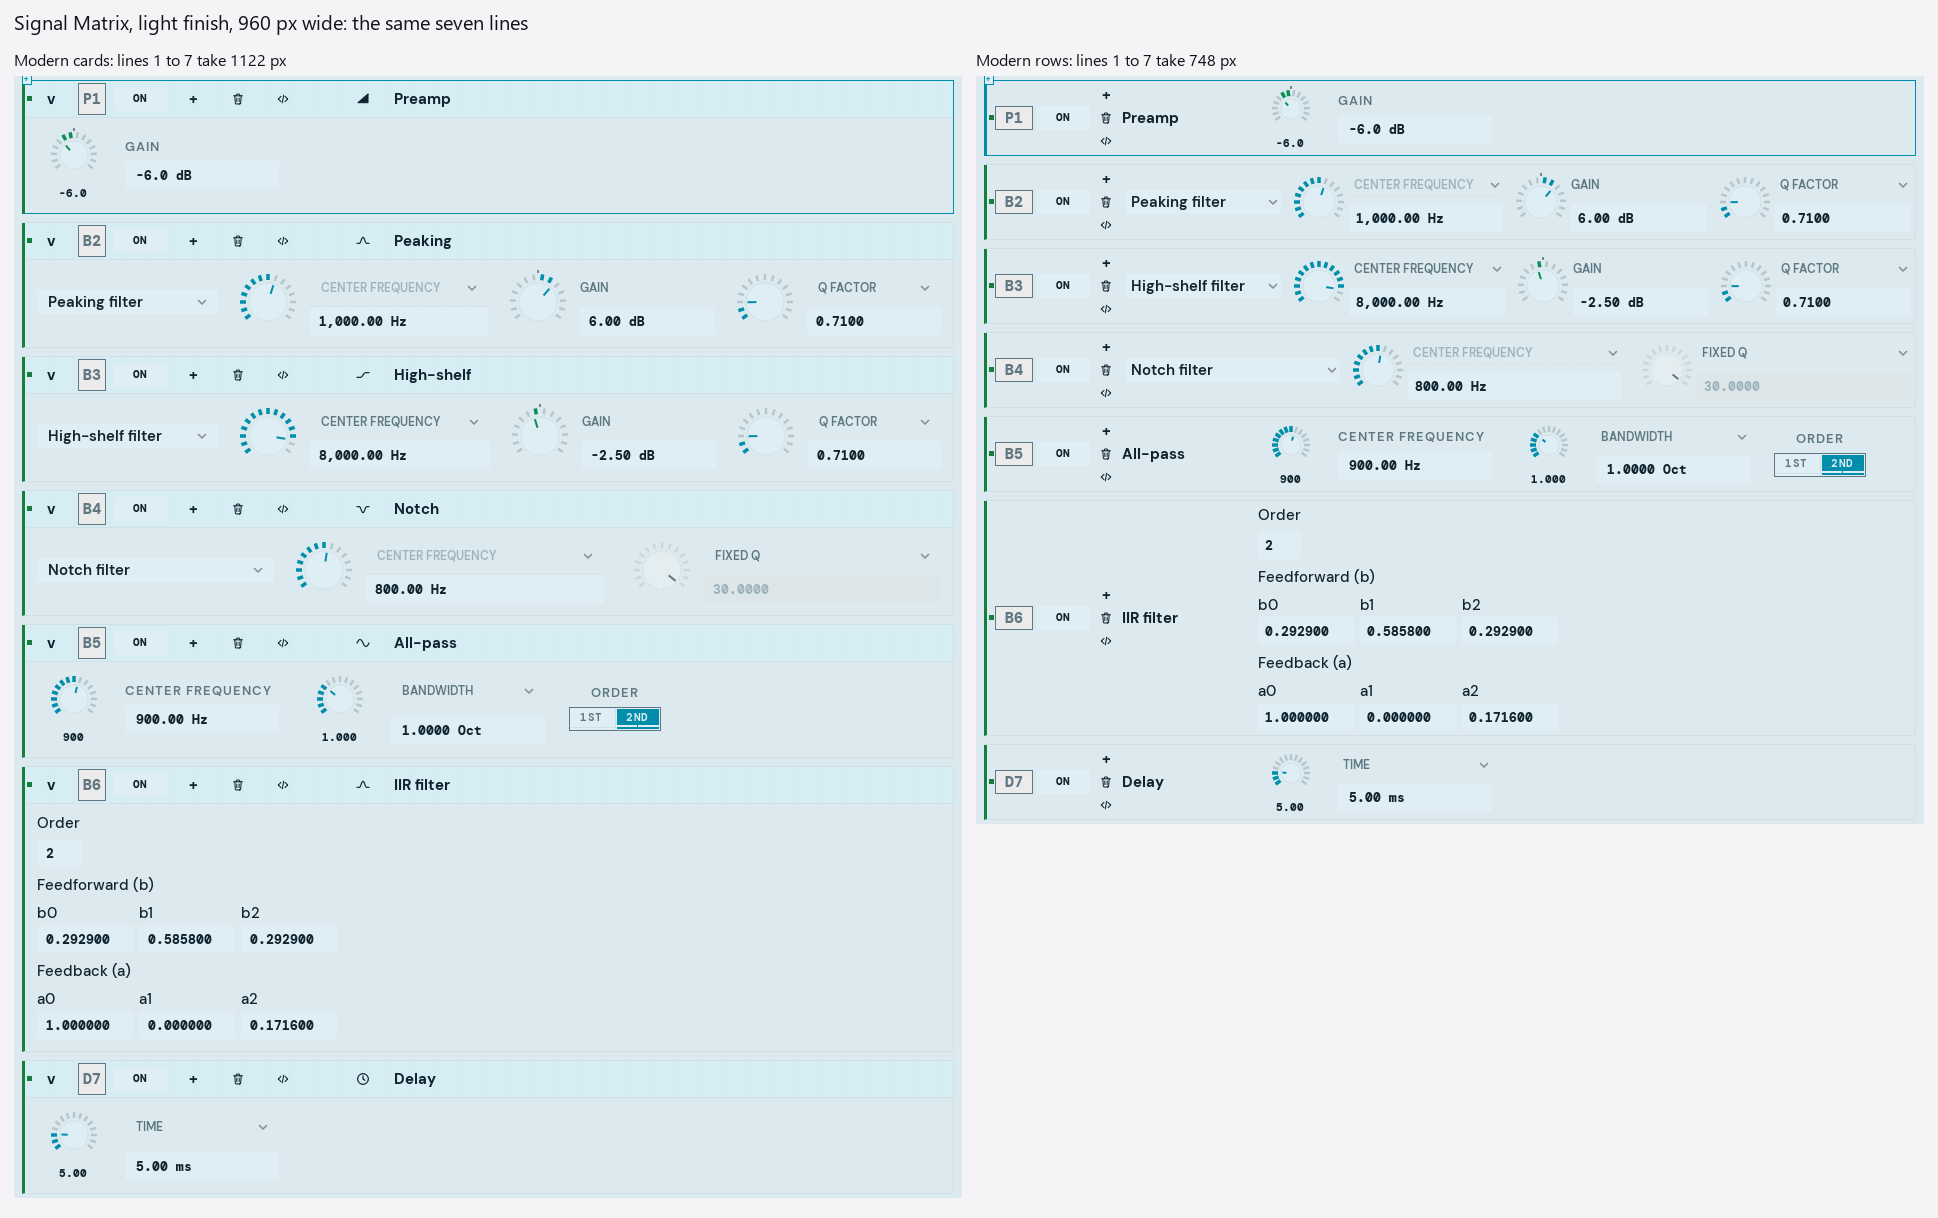 Signal Matrix, light finish, 960 px wide: the same seven lines
Modern cards: lines 1 to 7 take 1122 px
v P1 ON + Preamp
GAIN
-6.0 dB
-6.0
v B2 ON + Peaking
Peaking filter
CENTER FREQUENCY
1,000.00 Hz
GAIN
6.00 dB
Q FACTOR
0.7100
v B3 ON + High-shelf
High-shelf filter
CENTER FREQUENCY
8,000.00 Hz
GAIN
-2.50 dB
Q FACTOR
0.7100
v B4 ON + Notch
Notch filter
CENTER FREQUENCY
800.00 Hz
FIXED Q
30.0000
v B5 ON + All-pass
CENTER FREQUENCY
900.00 Hz
900
BANDWIDTH
1.0000 Oct
1.000
ORDER
1ST 2ND
v B6 ON + IIR filter
Order
2
Feedforward (b)
b0 b1 b2
0.292900 0.585800 0.292900
Feedback (a)
a0 a1 a2
1.000000 0.000000 0.171600
v D7 ON + Delay
TIME
5.00 ms
5.00
Modern rows: lines 1 to 7 take 748 px
P1 ON + Preamp
GAIN
-6.0 dB
-6.0
B2 ON + Peaking filter
CENTER FREQUENCY
1,000.00 Hz
GAIN
6.00 dB
Q FACTOR
0.7100
B3 ON + High-shelf filter
CENTER FREQUENCY
8,000.00 Hz
GAIN
-2.50 dB
Q FACTOR
0.7100
B4 ON + Notch filter
CENTER FREQUENCY
800.00 Hz
FIXED Q
30.0000
B5 ON + All-pass
CENTER FREQUENCY
900.00 Hz
900
BANDWIDTH
1.0000 Oct
1.000
ORDER
1ST 2ND
B6 ON + IIR filter
Order
2
Feedforward (b)
b0 b1 b2
0.292900 0.585800 0.292900
Feedback (a)
a0 a1 a2
1.000000 0.000000 0.171600
D7 ON + Delay
TIME
5.00 ms
5.00